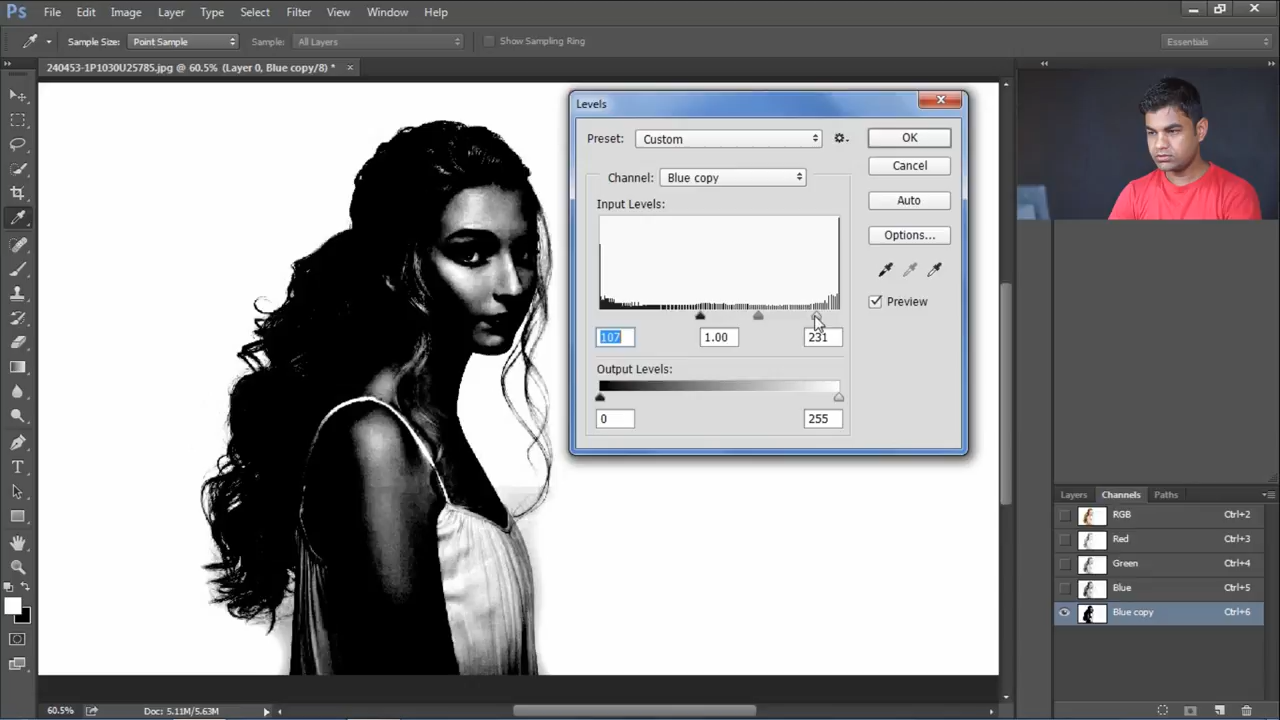 Ps File Edit Image Layer Type Select Filter View Window Help
Sample Size: Point Sample Sample: All Layers Show Sampling Ring Essentials
240453-1P1030U25785.jpg @ 60.5% (Layer 0, Blue copy/8) *
Levels
Preset: Custom OK
Cancel
Channel: Blue copy
Auto
Input Levels:
Options...
Preview
107 1.00 231
Output Levels:
0 255
Layers Channels Paths
RGB Ctrl+2
Red Ctrl+3
Green Ctrl+4
Blue Ctrl+5
Blue copy Ctrl+6
60.5% Doc: 5.11M/5.63M